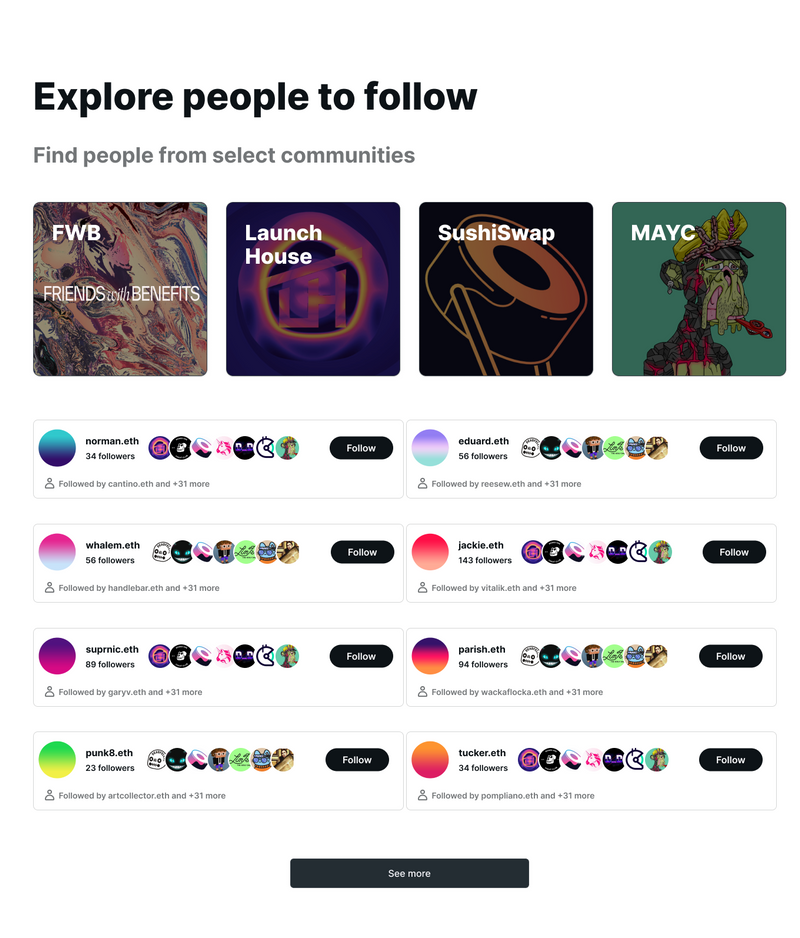 Explore people to follow
Find people from select communities
FWB
FRIENDS with BENEFITS
Launch
House
SushiSwap
MAYC
norman.eth
34 followers
Follow
Followed by cantino.eth and +31 more
eduard.eth
56 followers
Follow
Followed by reesew.eth and +31 more
whalem.eth
56 followers
Follow
Followed by handlebar.eth and +31 more
jackie.eth
143 followers
Follow
Followed by vitalik.eth and +31 more
suprnic.eth
89 followers
Follow
Followed by garyv.eth and +31 more
parish.eth
94 followers
Follow
Followed by wackaflocka.eth and +31 more
punk8.eth
23 followers
Follow
Followed by artcollector.eth and +31 more
tucker.eth
34 followers
Follow
Followed by pompliano.eth and +31 more
See more